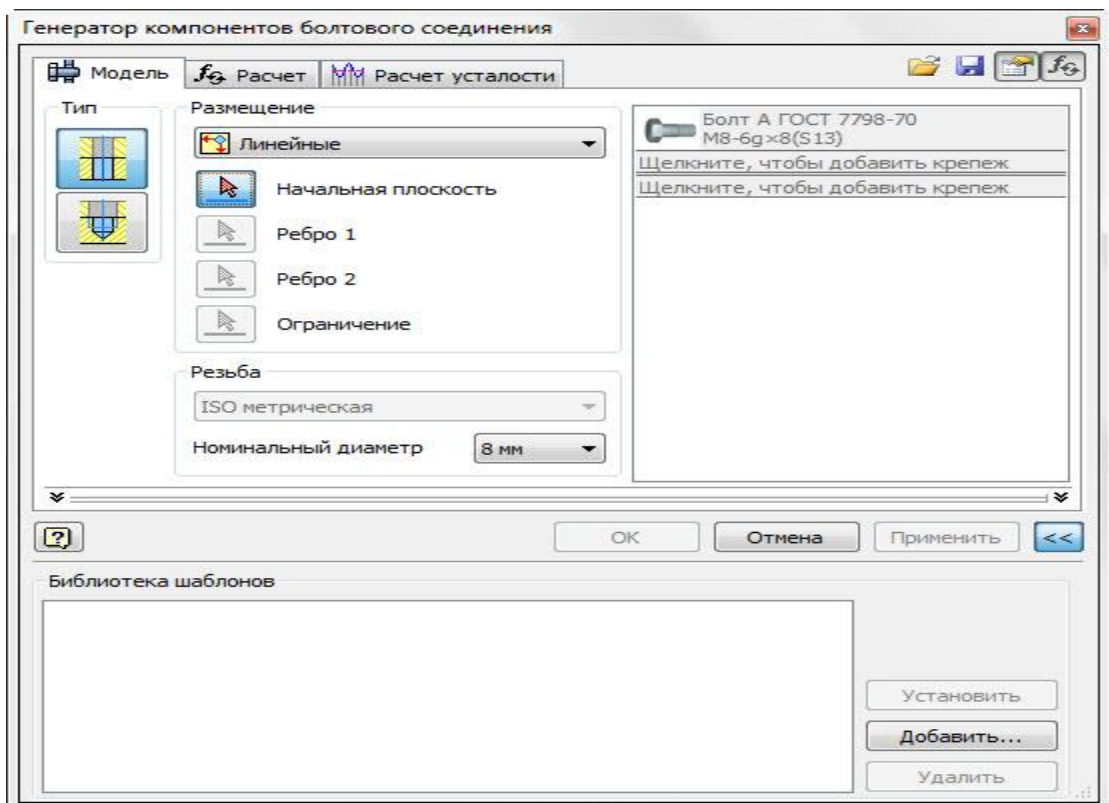 Генератор компонентов болтового соединения
Модель
Расчет
Расчет усталости
Тип
Размещение
Линейные
Начальная плоскость
Ребро 1
Ребро 2
Ограничение
Резьба
ISO метрическая
Номинальный диаметр
8 мм
Болт А ГОСТ 7798-70
М8-6g×8(S13)
Щелкните, чтобы добавить крепеж
Щелкните, чтобы добавить крепеж
ОК
Отмена
Применить
<<
Библиотека шаблонов
Установить
Добавить...
Удалить